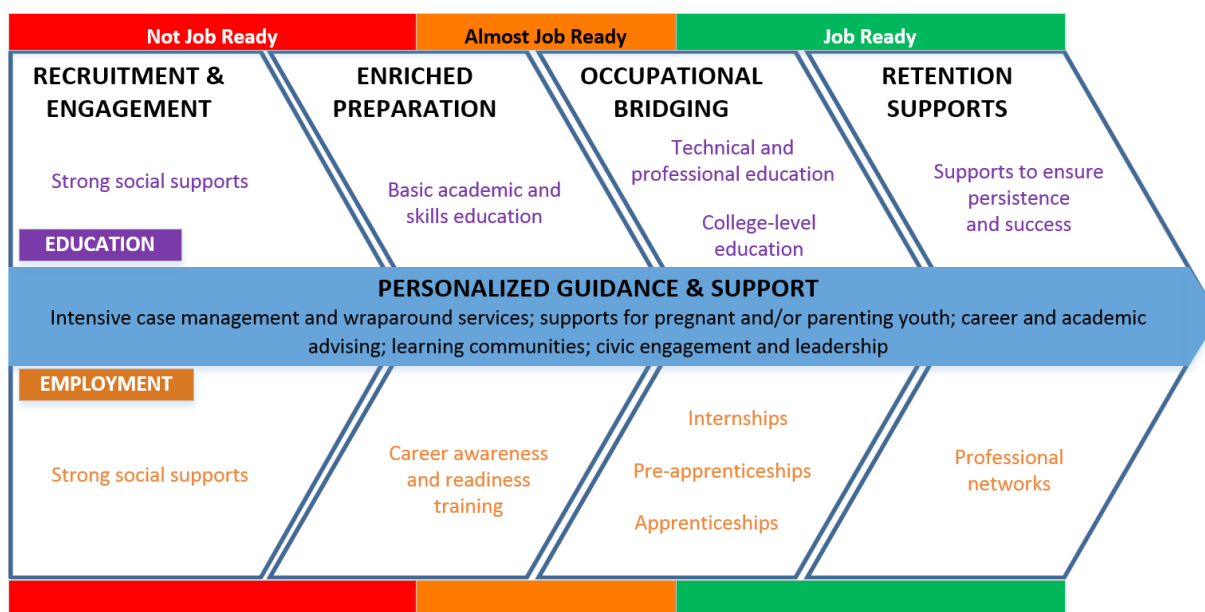 Not Job Ready
Almost Job Ready
Job Ready
RECRUITMENT &
ENGAGEMENT
ENRICHED
PREPARATION
OCCUPATIONAL
BRIDGING
RETENTION
SUPPORTS
Strong social supports
Basic academic and
skills education
Technical and
professional education
College-level
education
Supports to ensure
persistence
and success
EDUCATION
PERSONALIZED GUIDANCE & SUPPORT
Intensive case management and wraparound services; supports for pregnant and/or parenting youth; career and academic
advising; learning communities; civic engagement and leadership
EMPLOYMENT
Strong social supports
Career awareness
and readiness
training
Internships
Pre-apprenticeships
Apprenticeships
Professional
networks